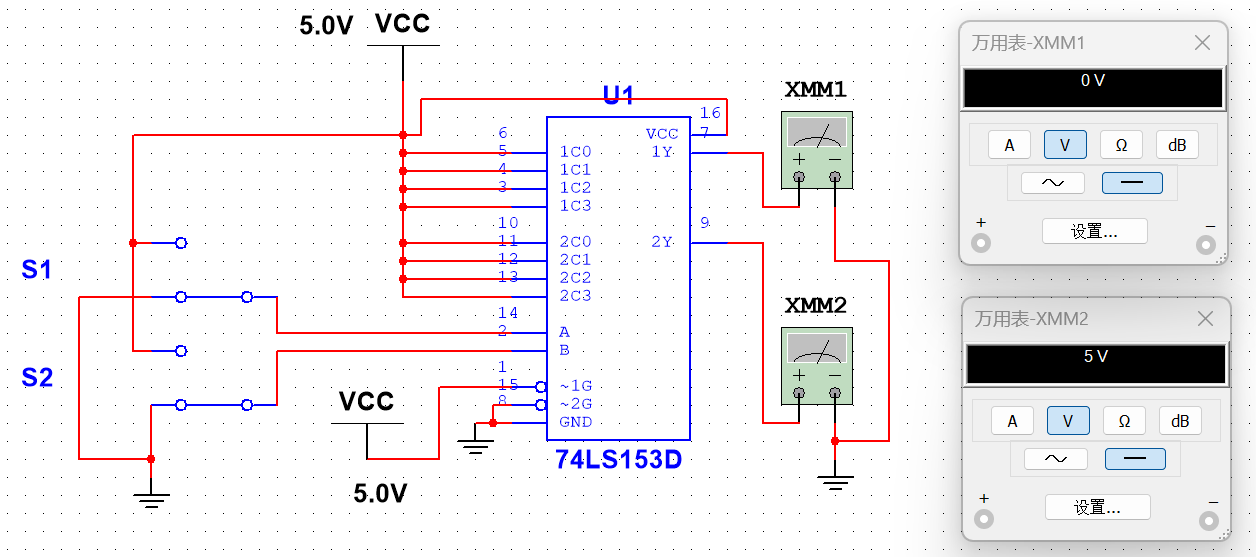 5.0V VCC
U1
6
5
4
3
10
11
12
13
14
2
1
15
8
1C0
1C1
1C2
1C3
2C0
2C1
2C2
2C3
A
B
~1G
~2G
GND
VCC
1Y
2Y
16
7
9
74LS153D
S1
S2
VCC
5.0V
XMM1
+ −
XMM2
+ −
万用表-XMM1
0 V
A V Ω dB
+ −
设置...
万用表-XMM2
5 V
A V Ω dB
+ −
设置...